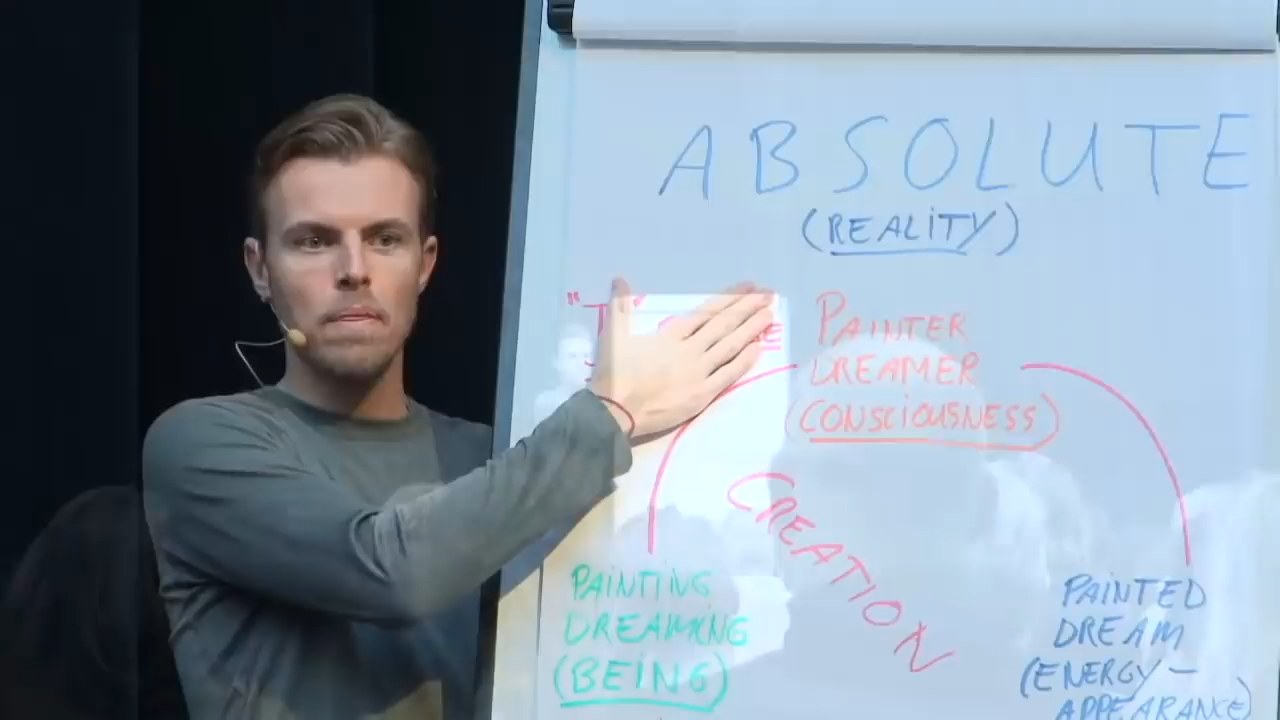 ABSOLUTE
(REALITY)
"I"
PAINTER
DREAMER
(CONSCIOUSNESS)
CREATION
PAINTING
DREAMING
(BEING)
PAINTED
DREAM
(ENERGY -
APPEARANCE)